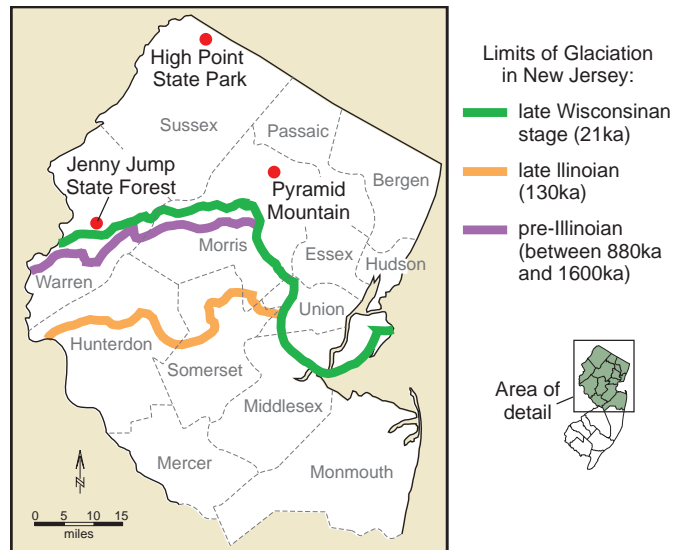 High Point
State Park
Sussex
Passaic
Jenny Jump
State Forest
Pyramid
Mountain
Bergen
Morris
Essex
Hudson
Warren
Union
Hunterdon
Somerset
Middlesex
Mercer
Monmouth
N
0 5 10 15
miles
Limits of Glaciation
in New Jersey:
late Wisconsinan
stage (21ka)
late Ilinoian
(130ka)
pre-Illinoian
(between 880ka
and 1600ka)
Area of
detail